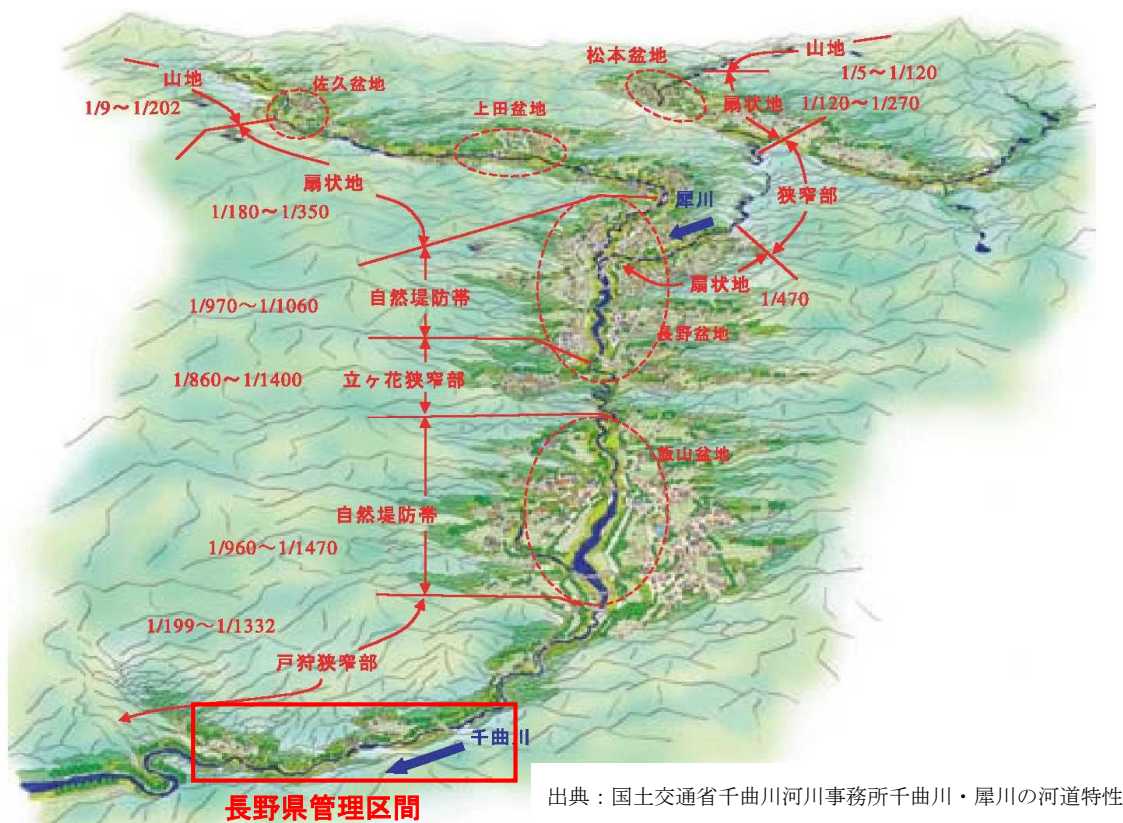 松本盆地
山地
1/5～1/120
山地
佐久盆地
1/9～1/202
上田盆地
扇状地
1/120～1/270
扇状地
1/180～1/350
狭窄部
犀川
扇状地
1/470
自然堤防帯
1/970～1/1060
長野盆地
1/860～1/1400
立ヶ花狭窄部
飯山盆地
自然堤防帯
1/960～1/1470
1/199～1/1332
戸狩狭窄部
千曲川
長野県管理区間
出典：国土交通省千曲川河川事務所千曲川・犀川の河道特性